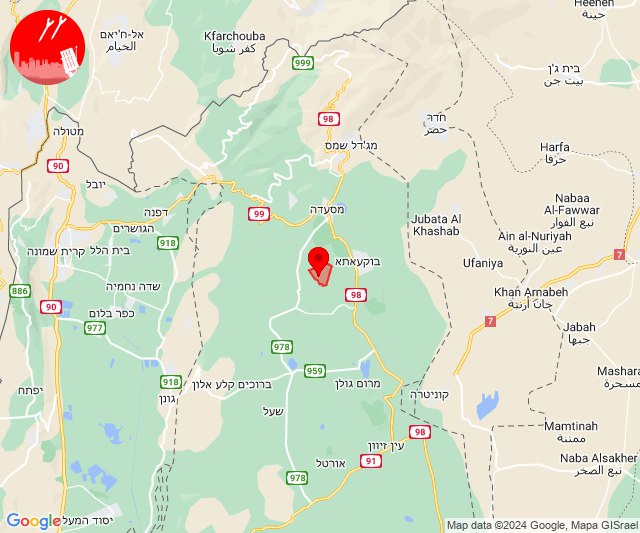 אל-ח'יאם
الخيام
Kfarchouba
كفر شوبا
999
Heeneh
حينة
בית ג'ן
بيت جن
98
חדר
حضر
מטולה
מג'דל שמס
Harfa
حرفا
90
יובל
Nabaa
Al-Fawwar
نبع الفوار
דפנה
99
מסעדה
Jubata Al
Khashab
הגושרים
918
Ain al-Nuriyah
عين النورية
קרית שמונה
בית הלל
בוקעאתא
Ufaniya
7
886
שדה נחמיה
98
Khan Arnabeh
خان أرنبة
90
כפר בלום
977
7
Jabah
جبها
978
959
Mashara
مسحرة
918
יפתח
גונן
ברוכים קלע אלון
מרום גולן
קוניטרה
שעל
Mamtinah
ممتنة
98
עין זיוון
91
אורטל
Naba Alsakher
نبع الصخر
978
Google
יסוד המעל
Map data ©2024 Google, Mapa GISrael